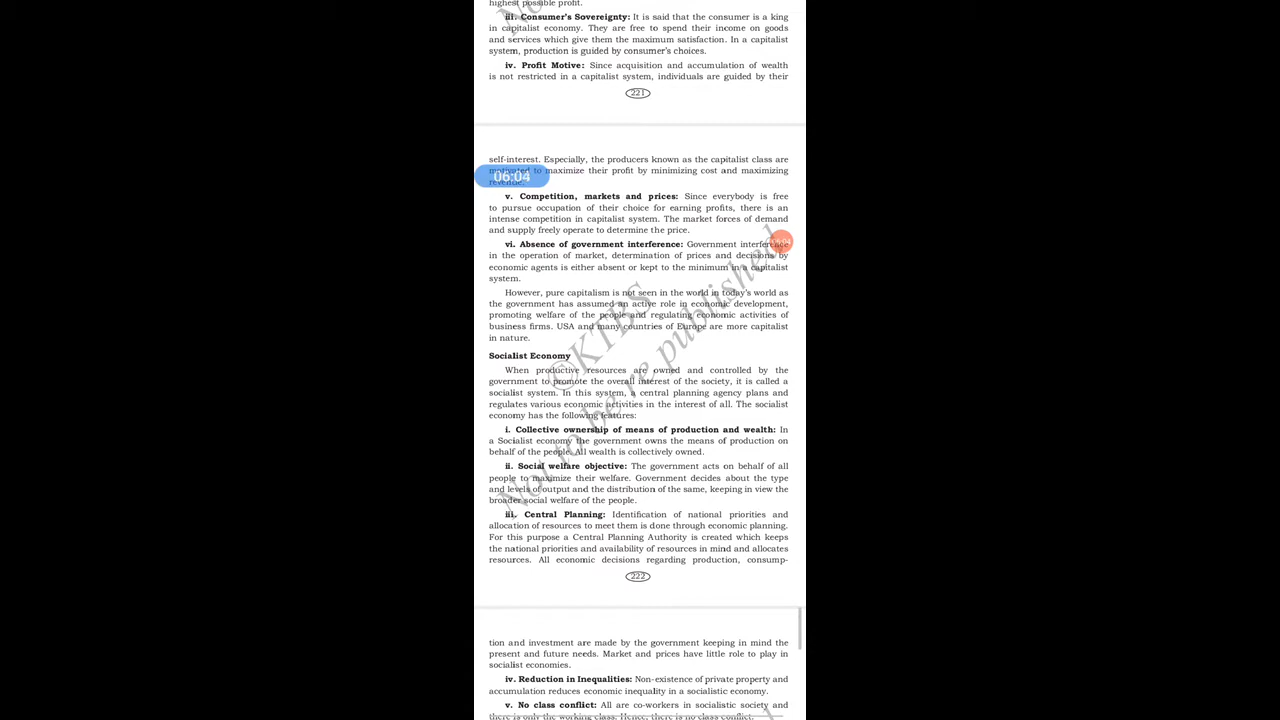 highest possible profit.
iii. Consumer's Sovereignty: It is said that the consumer is a king
in capitalist economy. They are free to spend their income on goods
and services which give them the maximum satisfaction. In a capitalist
system, production is guided by consumer's choices.
iv. Profit Motive: Since acquisition and accumulation of wealth
is not restricted in a capitalist system, individuals are guided by their
221
self-interest. Especially, the producers known as the capitalist class are
motivated to maximize their profit by minimizing cost and maximizing
06:04
revenue.
v. Competition, markets and prices: Since everybody is free
to pursue occupation of their choice for earning profits, there is an
intense competition in capitalist system. The market forces of demand
and supply freely operate to determine the price.
vi. Absence of government interference: Government interference
in the operation of market, determination of prices and decisions by
economic agents is either absent or kept to the minimum in a capitalist
system.
However, pure capitalism is not seen in the world in today's world as
the government has assumed an active role in economic development,
promoting welfare of the people and regulating economic activities of
business firms. USA and many countries of Europe are more capitalist
in nature.
Socialist Economy
When productive resources are owned and controlled by the
government to promote the overall interest of the society, it is called a
socialist system. In this system, a central planning agency plans and
regulates various economic activities in the interest of all. The socialist
economy has the following features:
i. Collective ownership of means of production and wealth: In
a Socialist economy the government owns the means of production on
behalf of the people. All wealth is collectively owned.
ii. Social welfare objective: The government acts on behalf of all
people to maximize their welfare. Government decides about the type
and levels of output and the distribution of the same, keeping in view the
broader social welfare of the people.
iii. Central Planning: Identification of national priorities and
allocation of resources to meet them is done through economic planning.
For this purpose a Central Planning Authority is created which keeps
the national priorities and availability of resources in mind and allocates
resources. All economic decisions regarding production, consump-
222
©KTBS
Not to be re published
tion and investment are made by the government keeping in mind the
present and future needs. Market and prices have little role to play in
socialist economies.
iv. Reduction in Inequalities: Non-existence of private property and
accumulation reduces economic inequality in a socialistic economy.
v. No class conflict: All are co-workers in socialistic society and
there is only the working class. Hence, there is no class conflict.